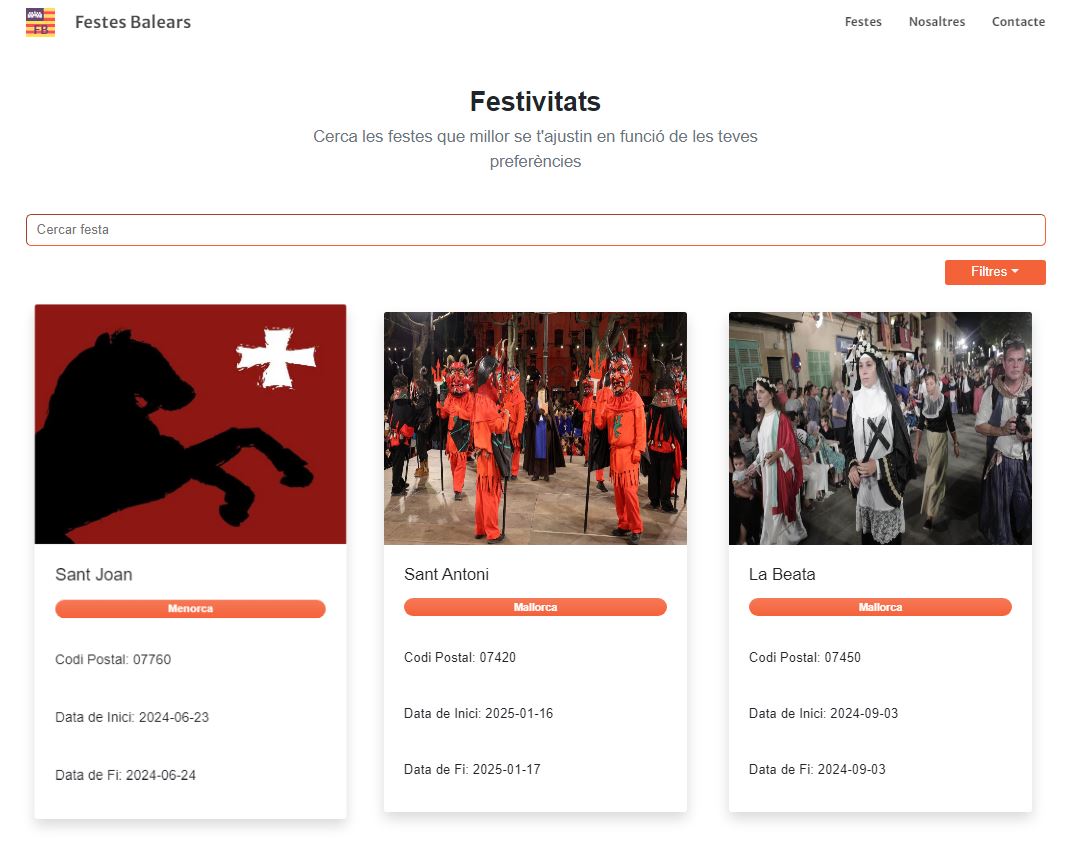 FB
Festes Balears
Festes
Nosaltres
Contacte
Festivitats
Cerca les festes que millor se t'ajustin en funció de les teves
preferències
Cercar festa
Filtres
Sant Joan
Menorca
Codi Postal: 07760
Data de Inici: 2024-06-23
Data de Fi: 2024-06-24
Sant Antoni
Mallorca
Codi Postal: 07420
Data de Inici: 2025-01-16
Data de Fi: 2025-01-17
La Beata
Mallorca
Codi Postal: 07450
Data de Inici: 2024-09-03
Data de Fi: 2024-09-03